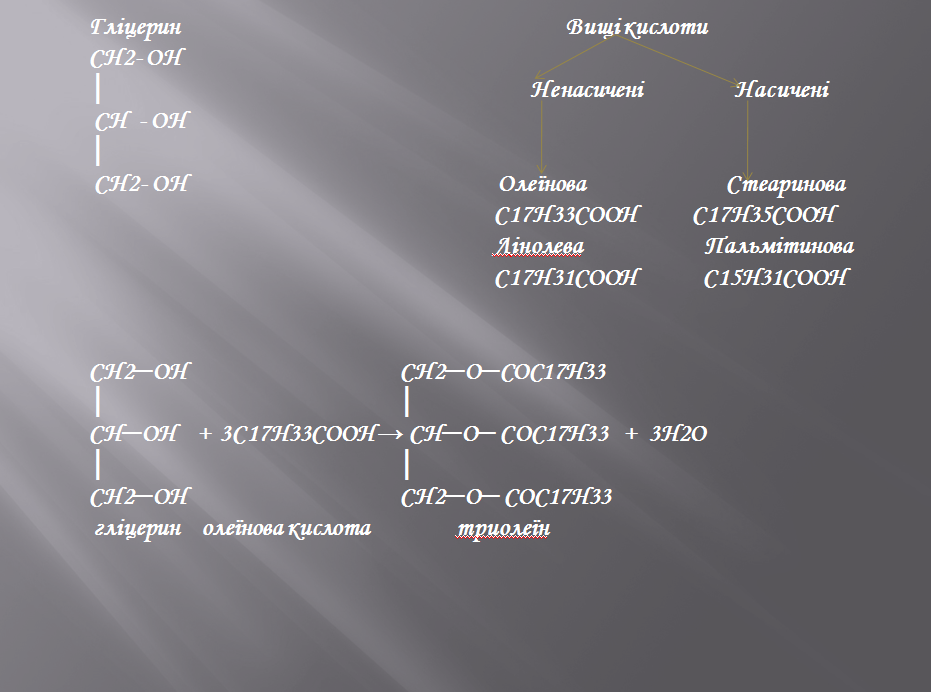 Гліцерин
CH2- OH
|
CH - OH
|
CH2- OH
Вищі кислоти
Ненасичені Насичені
Олеїнова Стеаринова
C17H33COOH C17H35COOH
Лінолева Пальмітинова
C17H31COOH C15H31COOH
CH2—OH CH2—O—COC17H33
| |
CH—OH + 3C17H33COOH→ CH—O— COC17H33 + 3H2O
| |
CH2—OH CH2—O— COC17H33
гліцерин олеїнова кислота триолеїн